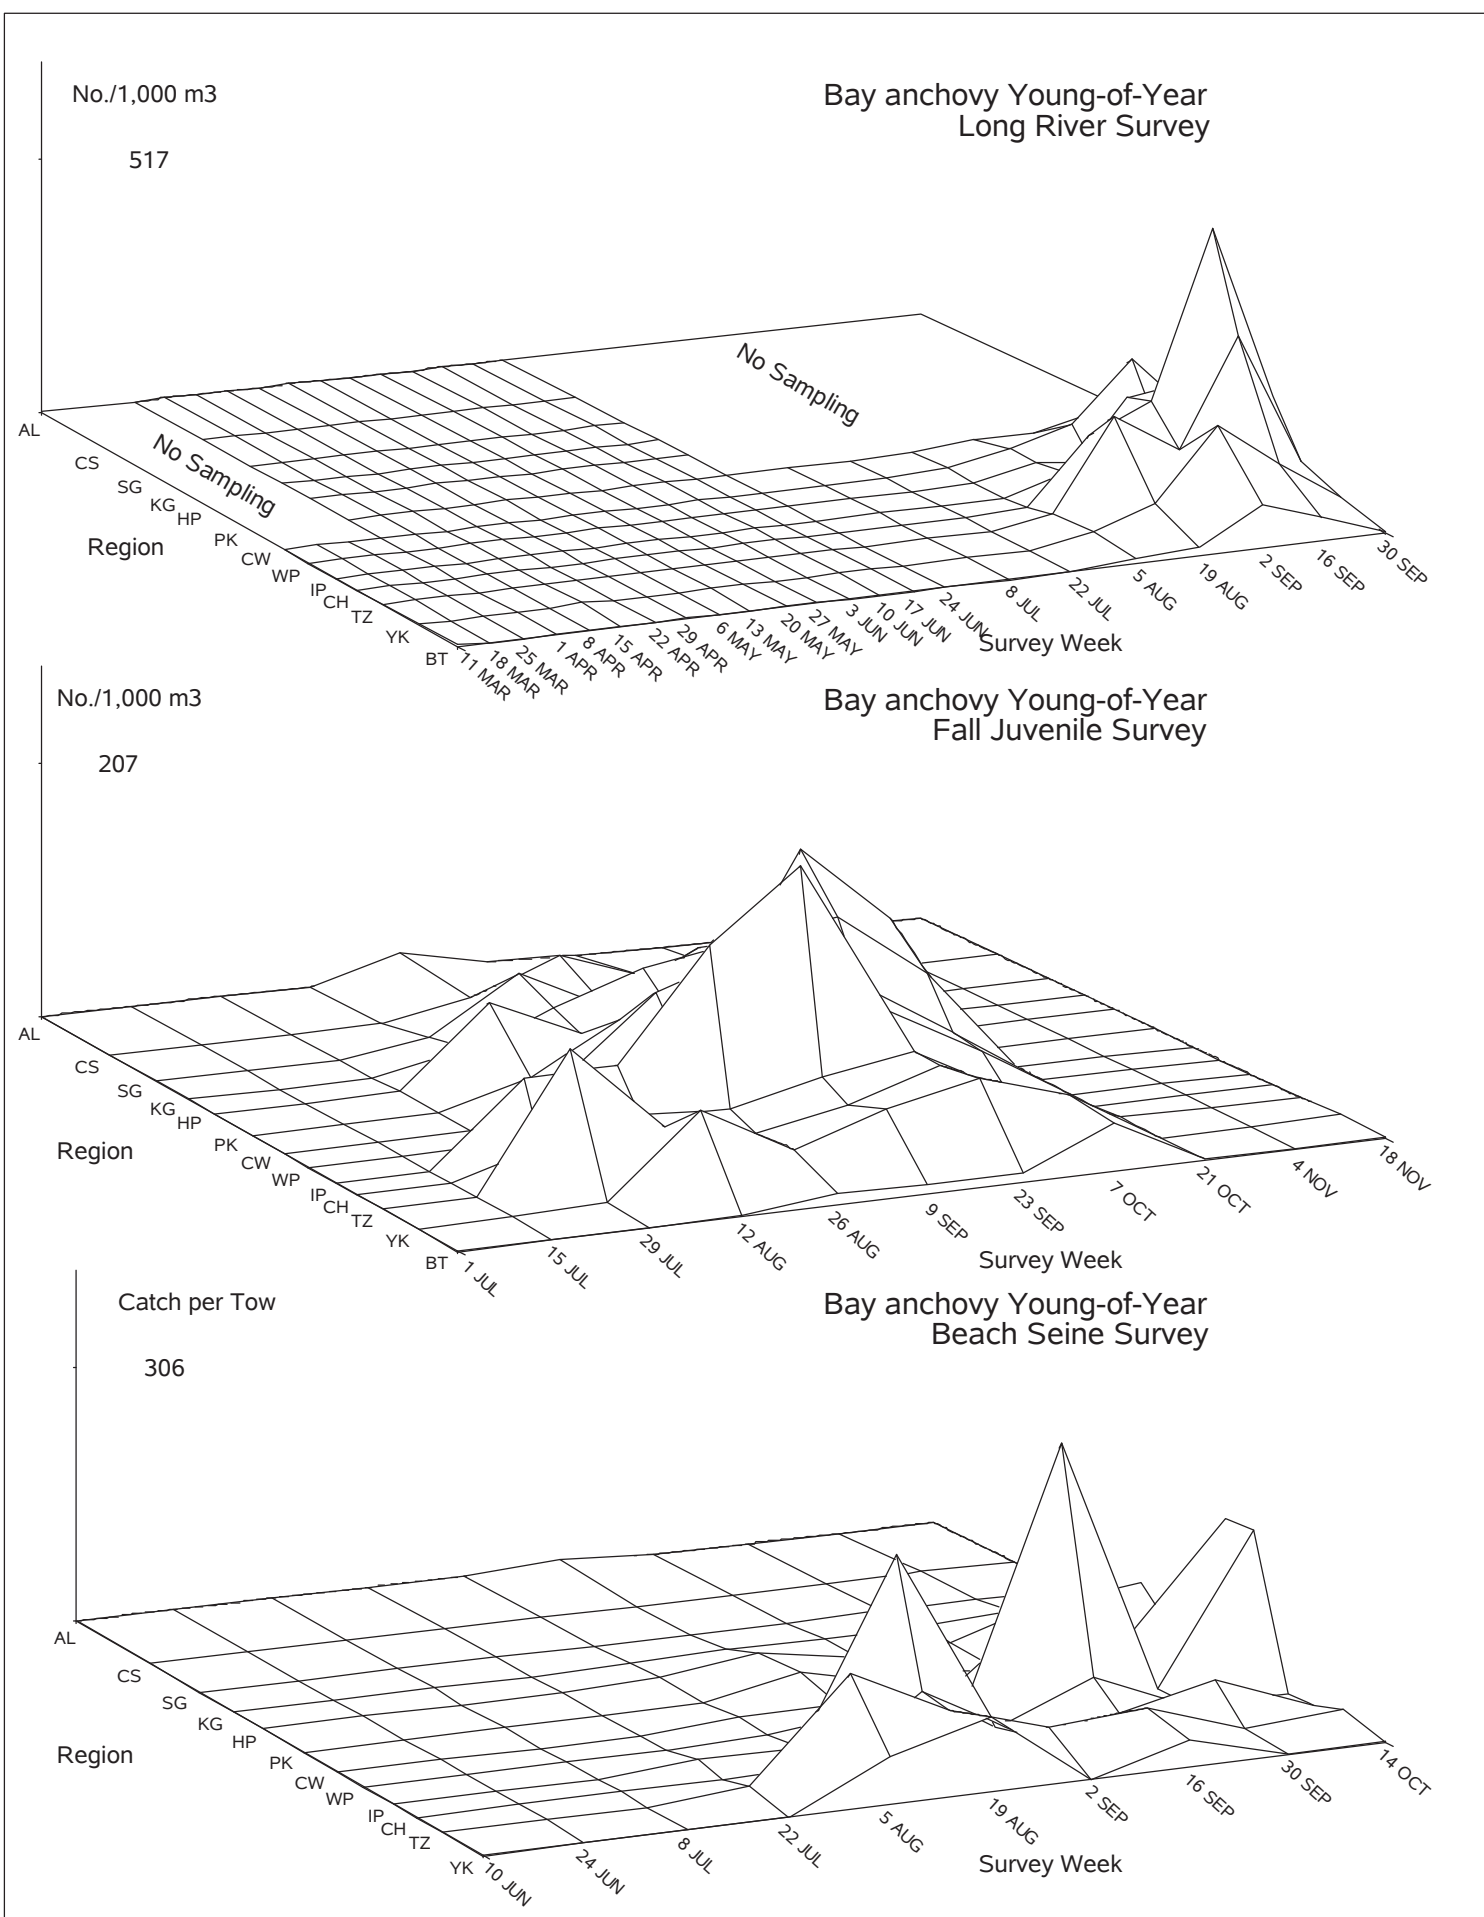 No./1,000 m3
Bay anchovy Young-of-Year
Long River Survey
517
No Sampling
No Sampling
AL
CS
SG
KG
HP
PK
CW
WP
IP
CH
TZ
YK
BT
Region
11 MAR
18 MAR
25 MAR
1 APR
8 APR
15 APR
22 APR
29 APR
6 MAY
13 MAY
20 MAY
27 MAY
3 JUN
10 JUN
17 JUN
24 JUN
8 JUL
22 JUL
5 AUG
19 AUG
2 SEP
16 SEP
30 SEP
Survey Week
No./1,000 m3
Bay anchovy Young-of-Year
Fall Juvenile Survey
207
AL
CS
SG
KG
HP
PK
CW
WP
IP
CH
TZ
YK
BT
Region
1 JUL
15 JUL
29 JUL
12 AUG
26 AUG
9 SEP
23 SEP
7 OCT
21 OCT
4 NOV
18 NOV
Survey Week
Catch per Tow
Bay anchovy Young-of-Year
Beach Seine Survey
306
AL
CS
SG
KG
HP
PK
CW
WP
IP
CH
TZ
YK
Region
10 JUN
24 JUN
8 JUL
22 JUL
5 AUG
19 AUG
2 SEP
16 SEP
30 SEP
14 OCT
Survey Week